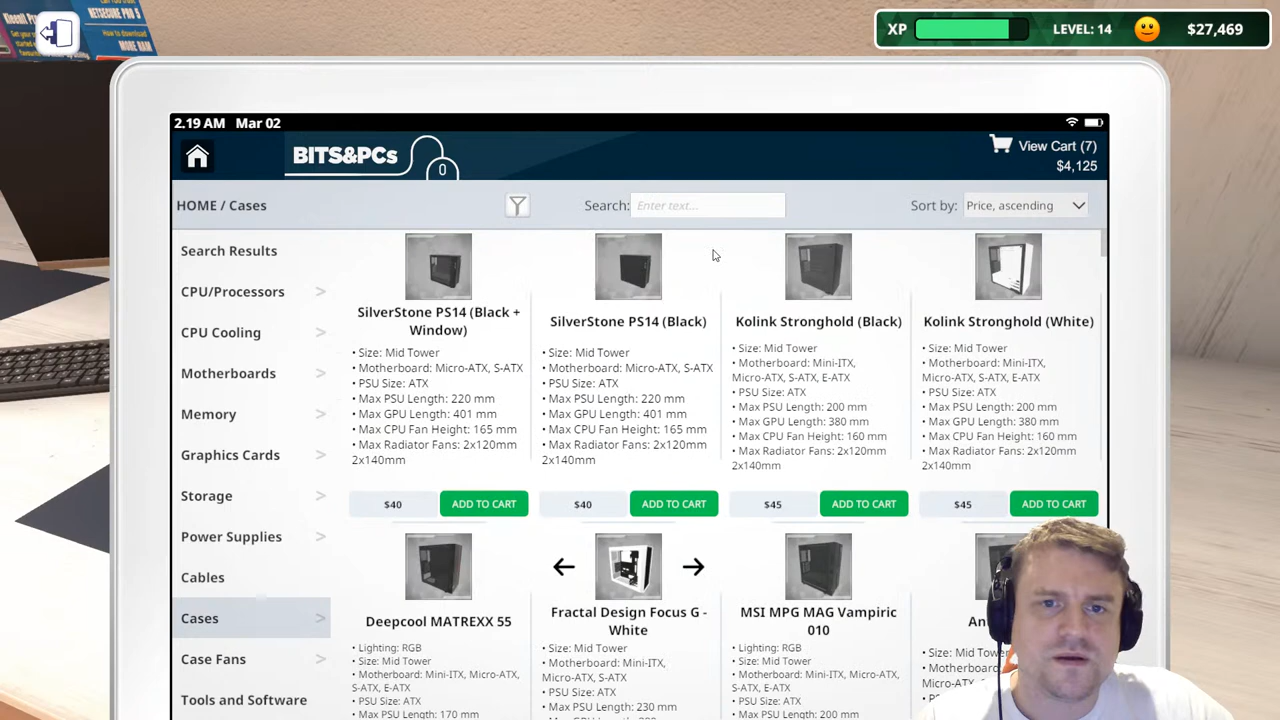 NETSECURE PRO 5
How to download
MORE RAM
XP LEVEL: 14 $27,469
2.19 AM Mar 02
BITS&PCs 0
View Cart (7)
$4,125
HOME / Cases Search: Enter text... Sort by: Price, ascending
Search Results
CPU/Processors >
CPU Cooling >
Motherboards >
Memory >
Graphics Cards >
Storage >
Power Supplies >
Cables
Cases >
Case Fans >
Tools and Software
SilverStone PS14 (Black +
Window)
• Size: Mid Tower
• Motherboard: Micro-ATX, S-ATX
• PSU Size: ATX
• Max PSU Length: 220 mm
• Max GPU Length: 401 mm
• Max CPU Fan Height: 165 mm
• Max Radiator Fans: 2x120mm
2x140mm
$40 ADD TO CART
SilverStone PS14 (Black)
• Size: Mid Tower
• Motherboard: Micro-ATX, S-ATX
• PSU Size: ATX
• Max PSU Length: 220 mm
• Max GPU Length: 401 mm
• Max CPU Fan Height: 165 mm
• Max Radiator Fans: 2x120mm
2x140mm
$40 ADD TO CART
Kolink Stronghold (Black)
• Size: Mid Tower
• Motherboard: Mini-ITX,
Micro-ATX, S-ATX, E-ATX
• PSU Size: ATX
• Max PSU Length: 200 mm
• Max GPU Length: 380 mm
• Max CPU Fan Height: 160 mm
• Max Radiator Fans: 2x120mm
2x140mm
$45 ADD TO CART
Kolink Stronghold (White)
• Size: Mid Tower
• Motherboard: Mini-ITX,
Micro-ATX, S-ATX, E-ATX
• PSU Size: ATX
• Max PSU Length: 200 mm
• Max GPU Length: 380 mm
• Max CPU Fan Height: 160 mm
• Max Radiator Fans: 2x120mm
2x140mm
$45 ADD TO CART
Deepcool MATREXX 55
• Lighting: RGB
• Size: Mid Tower
• Motherboard: Mini-ITX, Micro-ATX,
S-ATX, E-ATX
• PSU Size: ATX
• Max PSU Length: 170 mm
Fractal Design Focus G -
White
• Size: Mid Tower
• Motherboard: Mini-ITX,
Micro-ATX, S-ATX
• PSU Size: ATX
• Max PSU Length: 230 mm
MSI MPG MAG Vampiric
010
• Lighting: RGB
• Size: Mid Tower
• Motherboard: Mini-ITX, Micro-ATX,
S-ATX, E-ATX
• PSU Size: ATX
• Max PSU Length: 200 mm